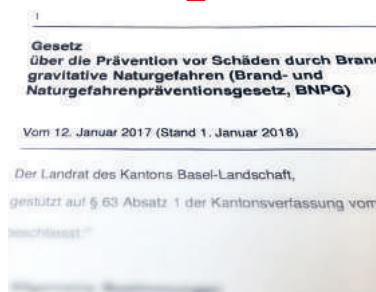 1
Gesetz
über die Prävention vor Schäden durch Brand
gravitative Naturgefahren (Brand- und
Naturgefahrenpräventionsgesetz, BNPG)
Vom 12. Januar 2017 (Stand 1. Januar 2018)
Der Landrat des Kantons Basel-Landschaft,
gestützt auf § 63 Absatz 1 der Kantonsverfassung vom
beschliesst: